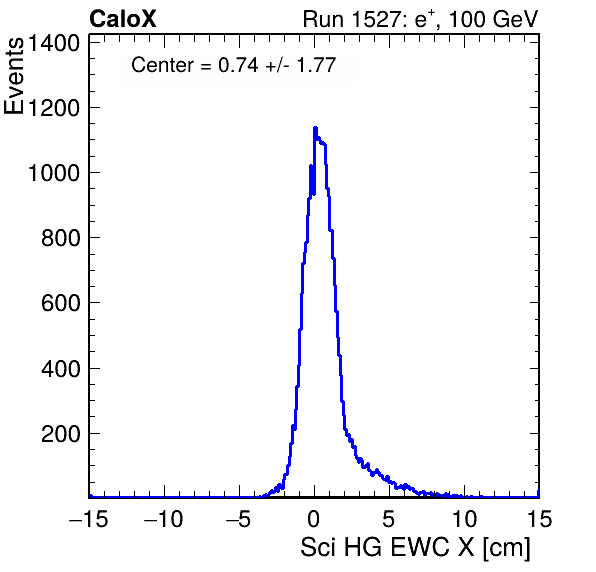 CaloX Run 1527: e⁺, 100 GeV
Events
Center = 0.74 +/- 1.77
1400
1200
1000
800
600
400
200
−15 −10 −5 0 5 10 15
Sci HG EWC X [cm]